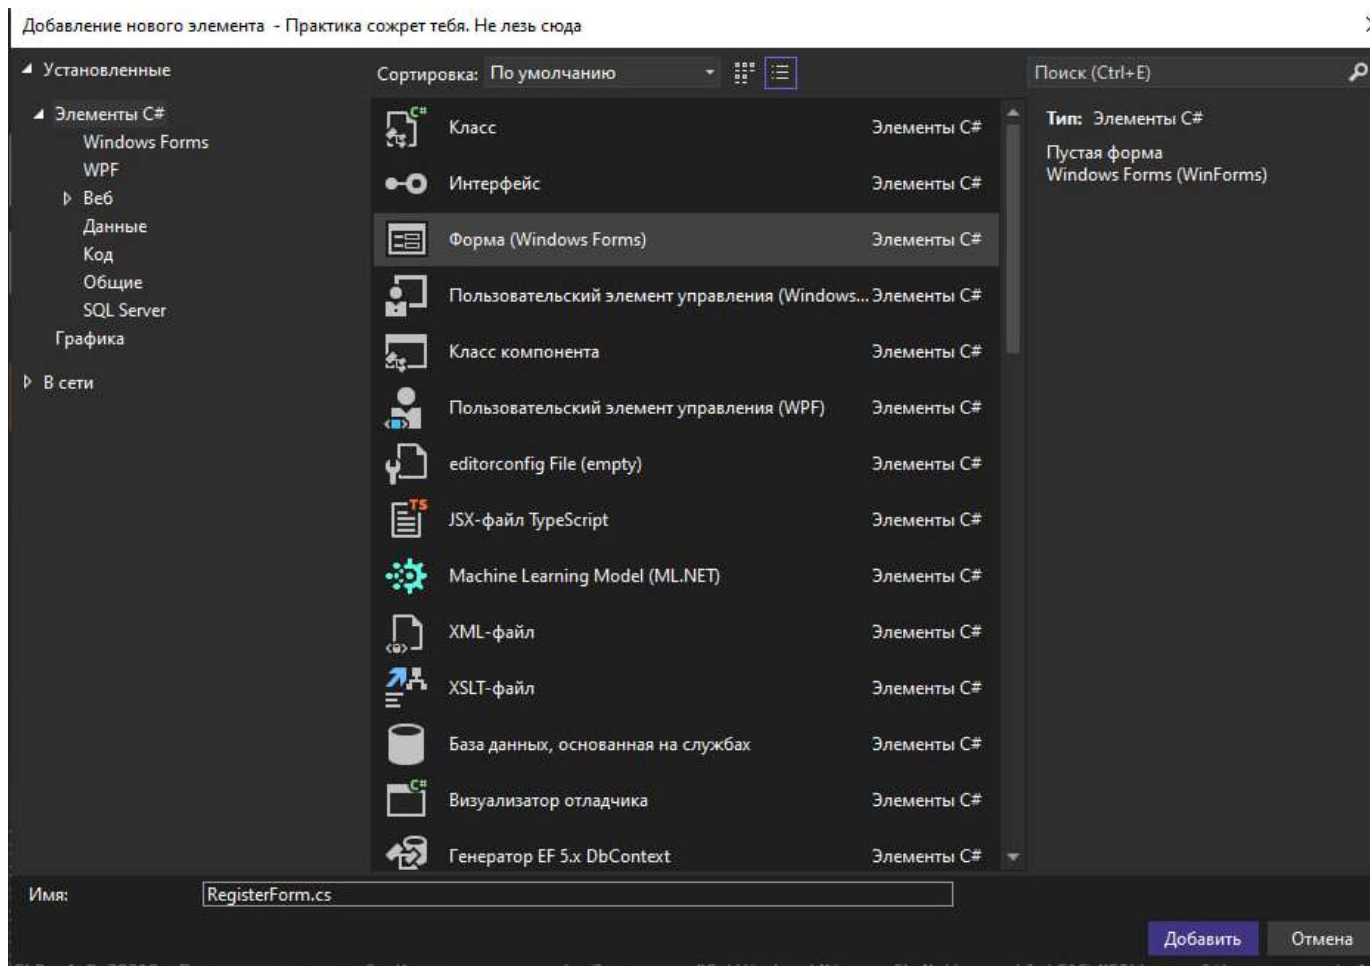 Добавление нового элемента - Практика сожрет тебя. Не лезь сюда
Установленные
Элементы C#
Windows Forms
WPF
Веб
Данные
Код
Общие
SQL Server
Графика
В сети
Сортировка: По умолчанию
Класс Элементы C#
Интерфейс Элементы C#
Форма (Windows Forms) Элементы C#
Пользовательский элемент управления (Windows... Элементы C#
Класс компонента Элементы C#
Пользовательский элемент управления (WPF) Элементы C#
editorconfig File (empty) Элементы C#
JSX-файл TypeScript Элементы C#
Machine Learning Model (ML.NET) Элементы C#
XML-файл Элементы C#
XSLT-файл Элементы C#
База данных, основанная на службах Элементы C#
Визуализатор отладчика Элементы C#
Генератор EF 5.x DbContext Элементы C#
Поиск (Ctrl+E)
Тип: Элементы C#
Пустая форма
Windows Forms (WinForms)
Имя: RegisterForm.cs
Добавить Отмена